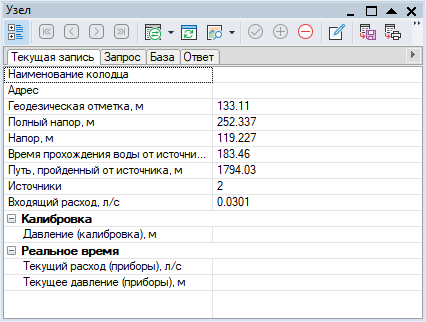 Узел
Текущая запись Запрос База Ответ
Наименование колодца
Адрес
Геодезическая отметка, м 133.11
Полный напор, м 252.337
Напор, м 119.227
Время прохождения воды от источни... 183.46
Путь, пройденный от источника, м 1794.03
Источники 2
Входящий расход, л/с 0.0301
Калибровка
Давление (калибровка), м
Реальное время
Текущий расход (приборы), л/с
Текущее давление (приборы), м